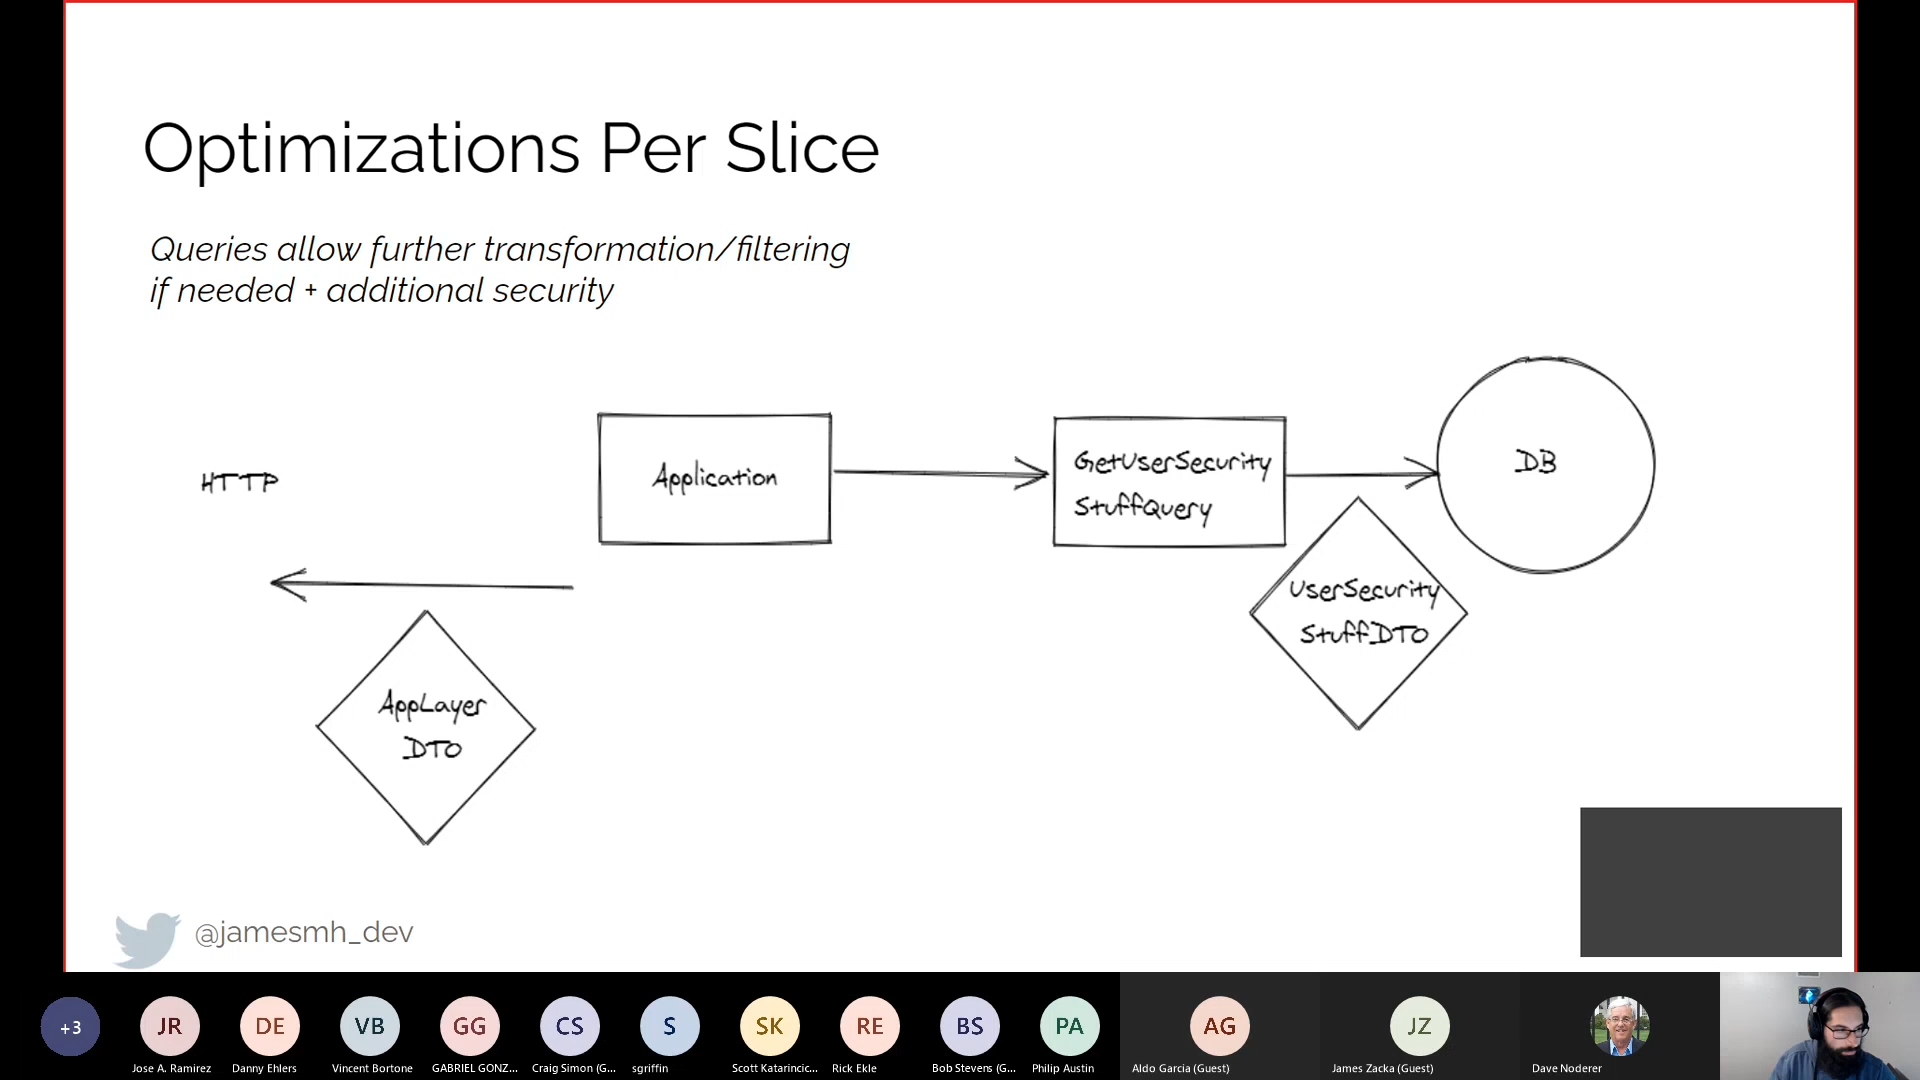 Optimizations Per Slice
Queries allow further transformation/filtering
if needed + additional security
HTTP
Application
GetUserSecurity
StuffQuery
DB
UserSecurity
StuffDTO
AppLayer
DTO
@jamesmh_dev
+3
JR
DE
VB
GG
CS
S
SK
RE
BS
PA
AG
JZ
Jose A. Ramirez
Danny Ehlers
Vincent Bortone
GABRIEL GONZ...
Craig Simon (G...
sgriffin
Scott Katarincic...
Rick Ekle
Bob Stevens (G...
Philip Austin
Aldo Garcia (Guest)
James Zacka (Guest)
Dave Noderer